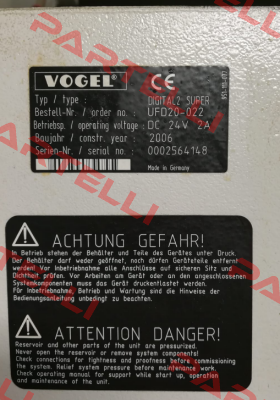 VOGEL®
CE
Typ / type : DIGITAL2 SUPER
Bestell-Nr. / order no. : UFD20-022
Betriebsp. / operating voltage : DC 24V 2A
Baujahr / constr. year : 2006
Serien-Nr. / serial no. : 0002564148
Made in Germany
ACHTUNG GEFAHR!
Im Betrieb stehen der Behälter und Teile des Gerätes unter Druck.
Der Behälter darf weder geöffnet, noch dürfen Geräteteile entfernt
werden. Vor Inbetriebnahme alle Anschlüsse auf sicheren Sitz und
Dichtheit prüfen. Vor Arbeiten am Gerät oder an den angeschlossenen
Systemkomponenten muss das Gerät druckentlastet werden.
Vor Inbetriebnahme und Wartung sind die Hinweise in der
Bedienungsanleitung unbedingt zu beachten.
ATTENTION DANGER!
Reservoir and other parts of the unit are pressurized.
Never open the reservoir or remove system components!
Check connections for tightness and proofness before commissioning
the system. Relief system pressure before maintenance work.
Check operating manual for safety while start up, operation
and maintenance of the unit.
PARTELLI
PARTELLI
PARTELLI